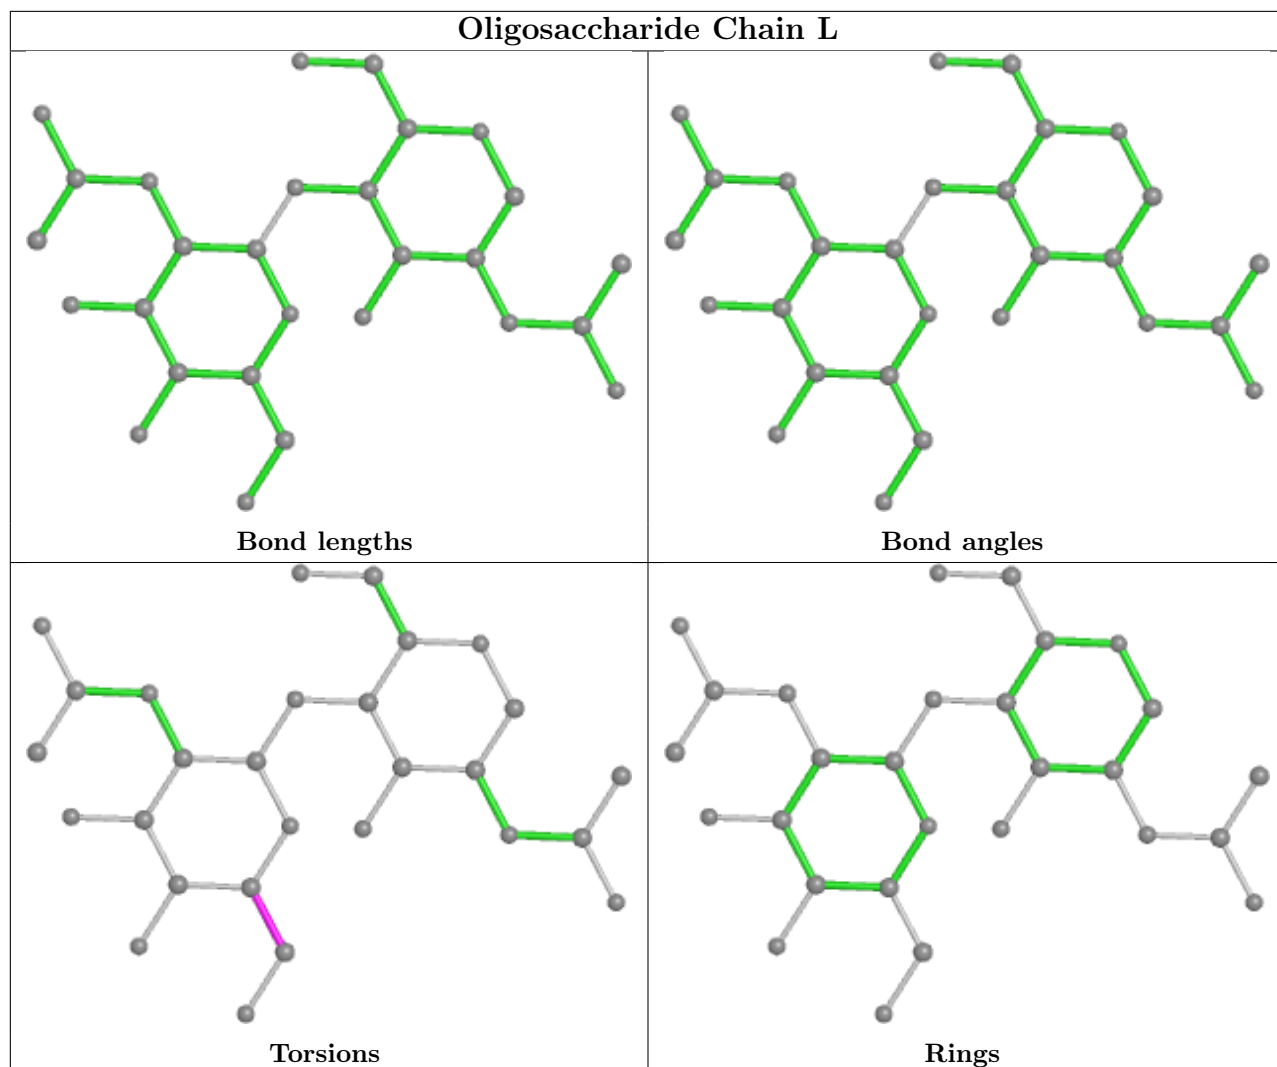 Oligosaccharide Chain L
Bond lengths
Bond angles
Torsions
Rings